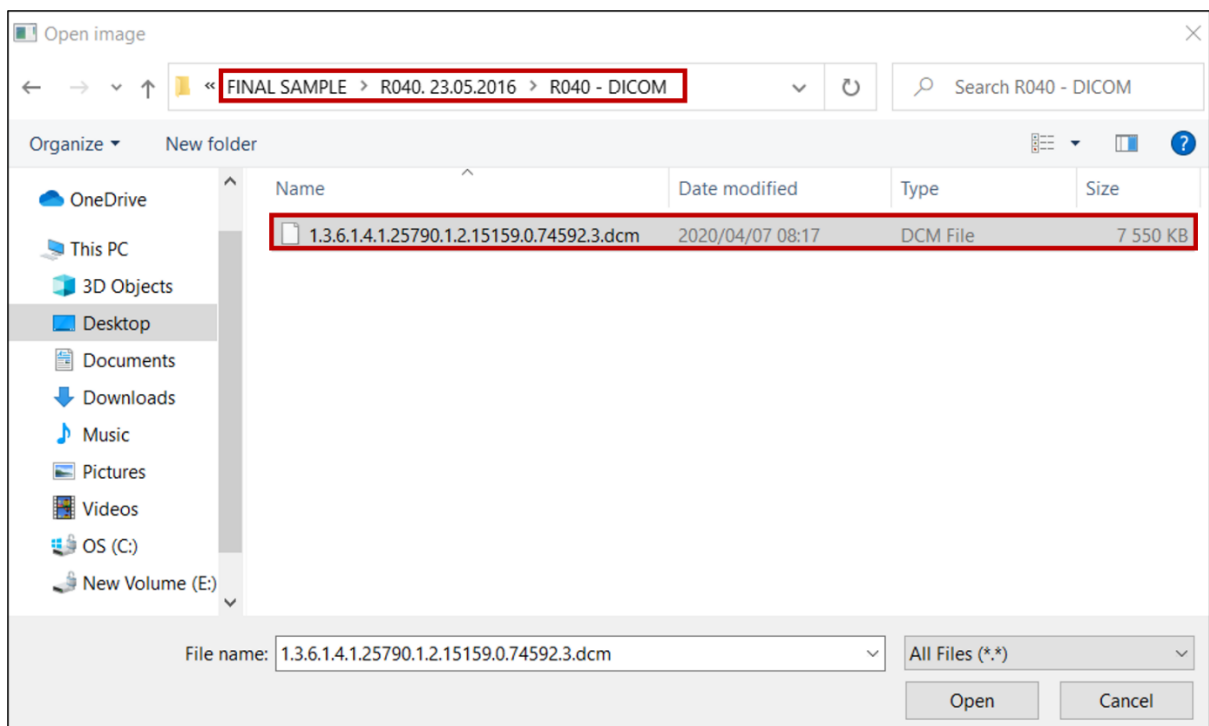 Open image
« FINAL SAMPLE > R040. 23.05.2016 > R040 - DICOM
Search R040 - DICOM
Organize New folder
Name Date modified Type Size
1.3.6.1.4.1.25790.1.2.15159.0.74592.3.dcm 2020/04/07 08:17 DCM File 7 550 KB
OneDrive
This PC
3D Objects
Desktop
Documents
Downloads
Music
Pictures
Videos
OS (C:)
New Volume (E:)
File name: 1.3.6.1.4.1.25790.1.2.15159.0.74592.3.dcm All Files (*.*)
Open Cancel